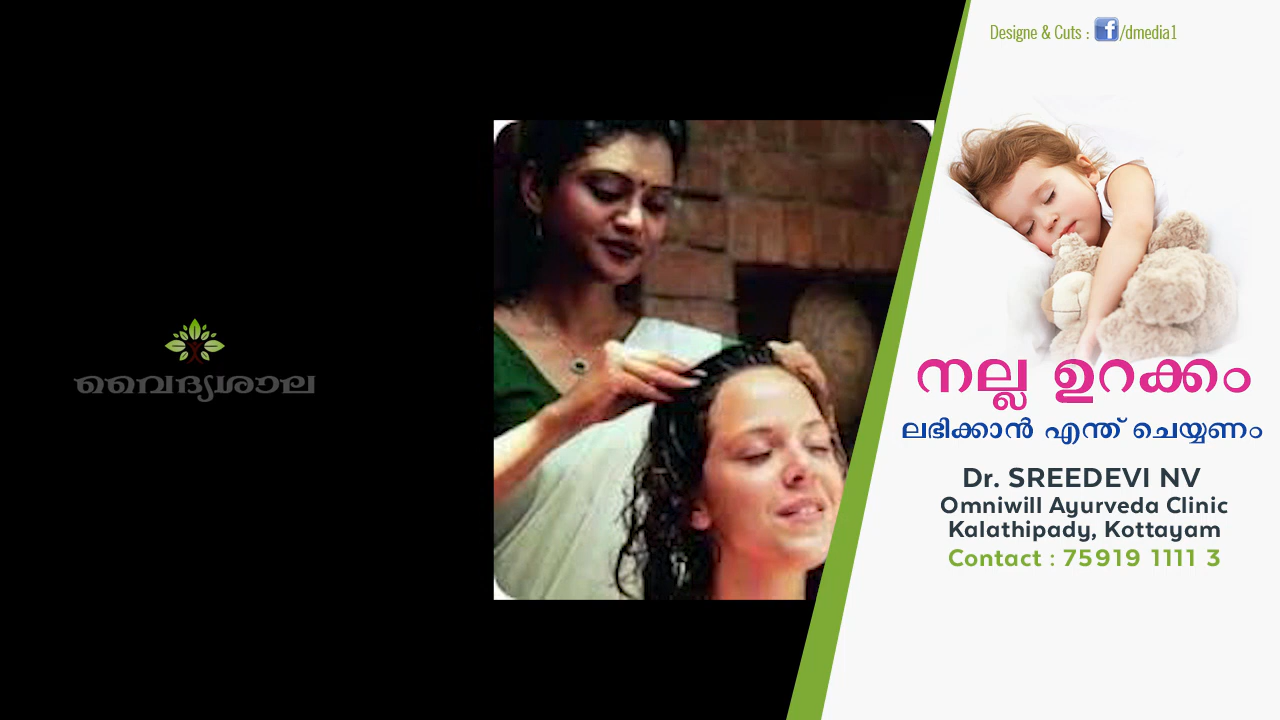 വൈദ്യശാല
Designe & Cuts : f/dmedia1
നല്ല ഉറക്കം
ലഭിക്കാൻ എന്ത് ചെയ്യണം
Dr. SREEDEVI NV
Omniwill Ayurveda Clinic
Kalathipady, Kottayam
Contact : 75919 1111 3